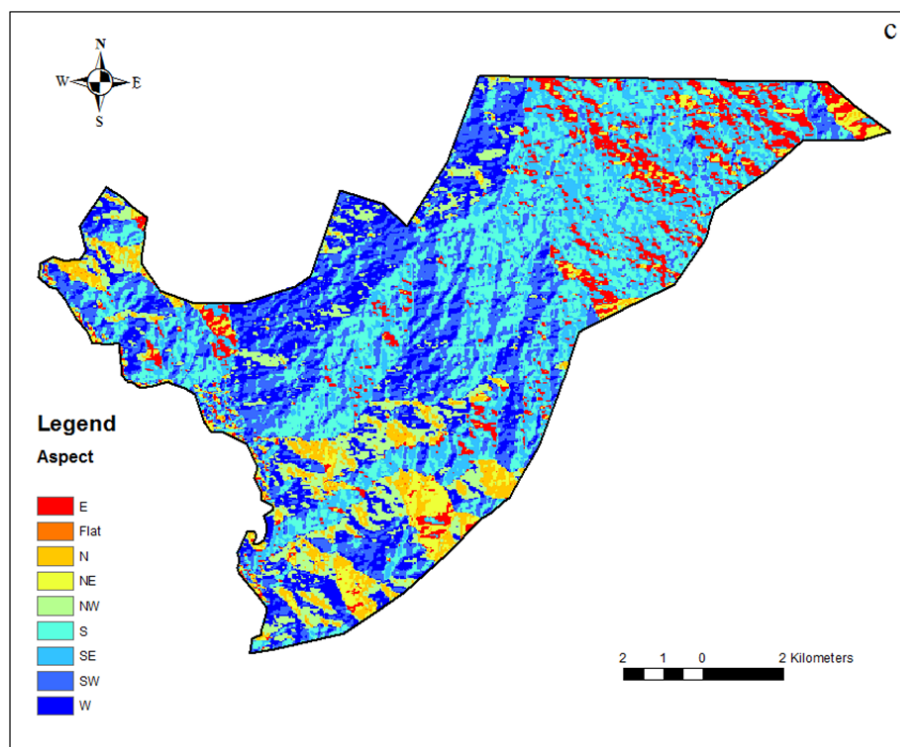 c
N
W E
S
Legend
Aspect
E
Flat
N
NE
NW
S
SE
SW
W
2 1 0 2 Kilometers